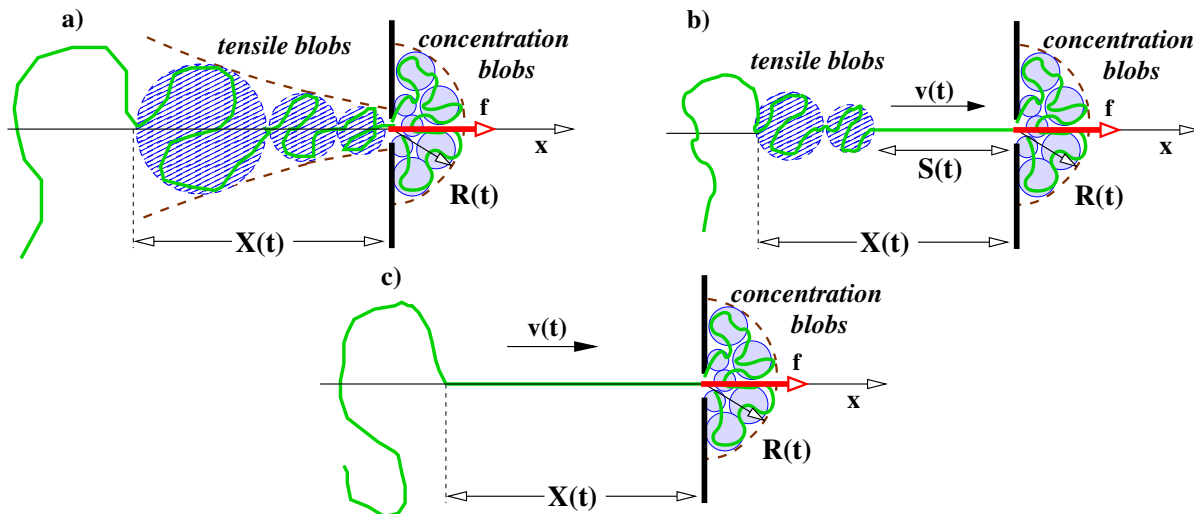 a)
tensile blobs
concentration
blobs
f
x
R(t)
X(t)
b)
tensile blobs
concentration
blobs
v(t)
f
x
S(t)
R(t)
X(t)
c)
concentration
blobs
v(t)
f
x
R(t)
X(t)